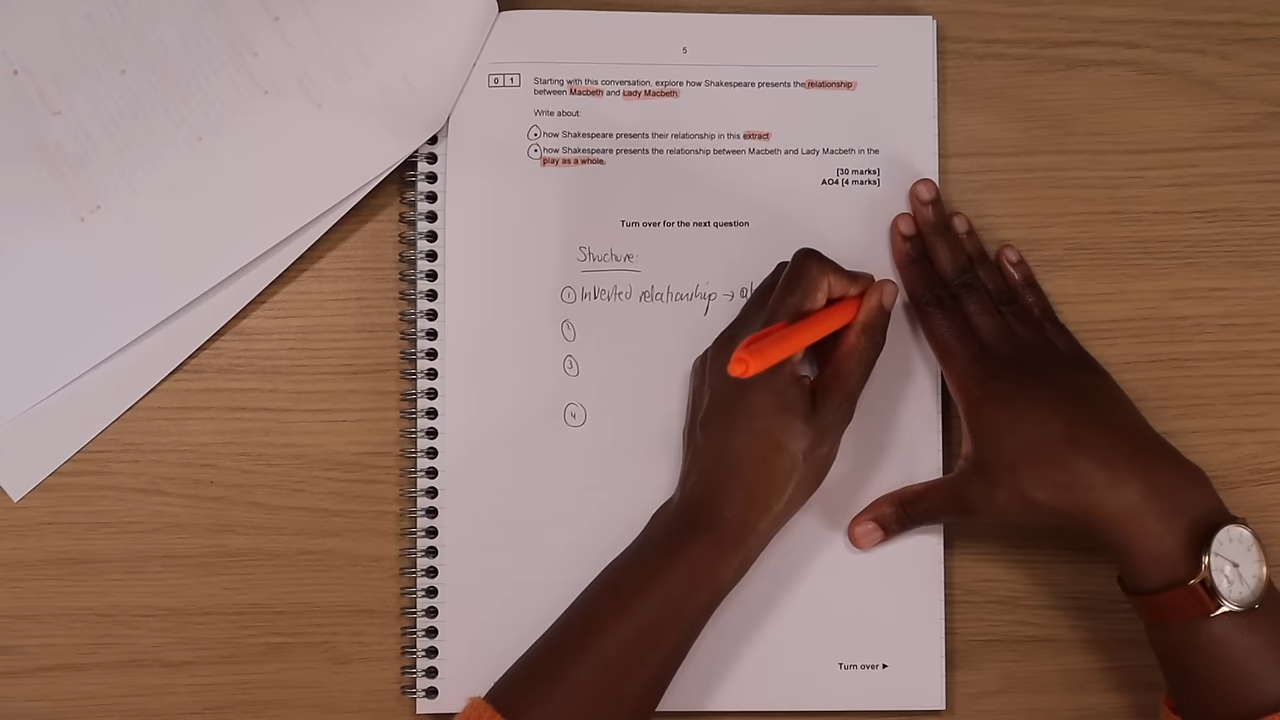 5
0 1 Starting with this conversation, explore how Shakespeare presents the relationship
between Macbeth and Lady Macbeth
Write about:
• how Shakespeare presents their relationship in this extract
• how Shakespeare presents the relationship between Macbeth and Lady Macbeth in the
play as a whole.
[30 marks]
AO4 [4 marks]
Turn over for the next question
Structure:
① Inverted relationship →
②
③
④
Turn over ►